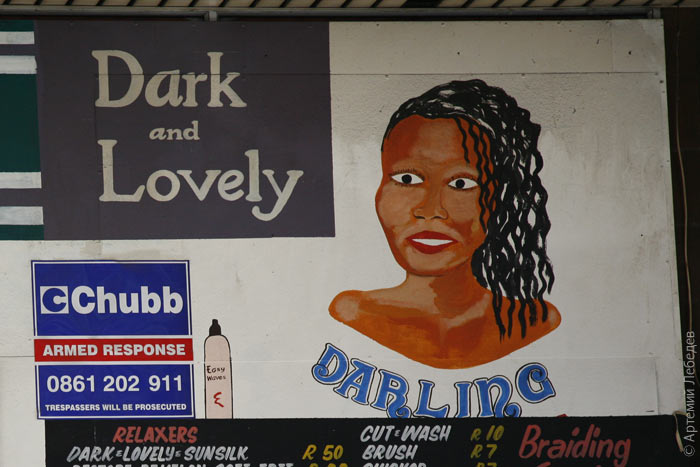 Dark
and
Lovely
Chubb
ARMED RESPONSE
0861 202 911
TRESPASSERS WILL BE PROSECUTED
Easy
Waves
DARLING
RELAXERS
DARK & LOVELY & SUNSILK R 50
CUT & WASH R 10
BRUSH R 7
Braiding
© Артемий Лебедев